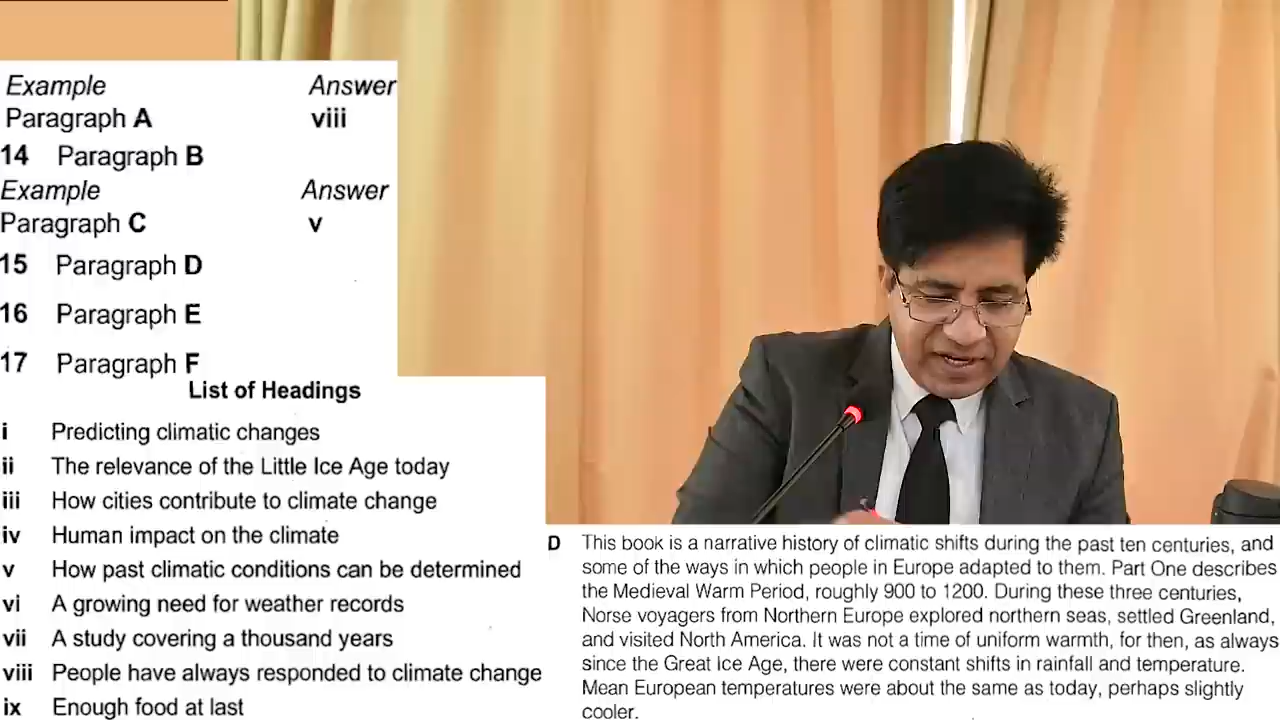 Example Answer
Paragraph A viii
14 Paragraph B
Example Answer
Paragraph C v
15 Paragraph D
16 Paragraph E
17 Paragraph F
List of Headings
i Predicting climatic changes
ii The relevance of the Little Ice Age today
iii How cities contribute to climate change
iv Human impact on the climate
v How past climatic conditions can be determined
vi A growing need for weather records
vii A study covering a thousand years
viii People have always responded to climate change
ix Enough food at last
D This book is a narrative history of climatic shifts during the past ten centuries, and
some of the ways in which people in Europe adapted to them. Part One describes
the Medieval Warm Period, roughly 900 to 1200. During these three centuries,
Norse voyagers from Northern Europe explored northern seas, settled Greenland,
and visited North America. It was not a time of uniform warmth, for then, as always
since the Great Ice Age, there were constant shifts in rainfall and temperature.
Mean European temperatures were about the same as today, perhaps slightly
cooler.